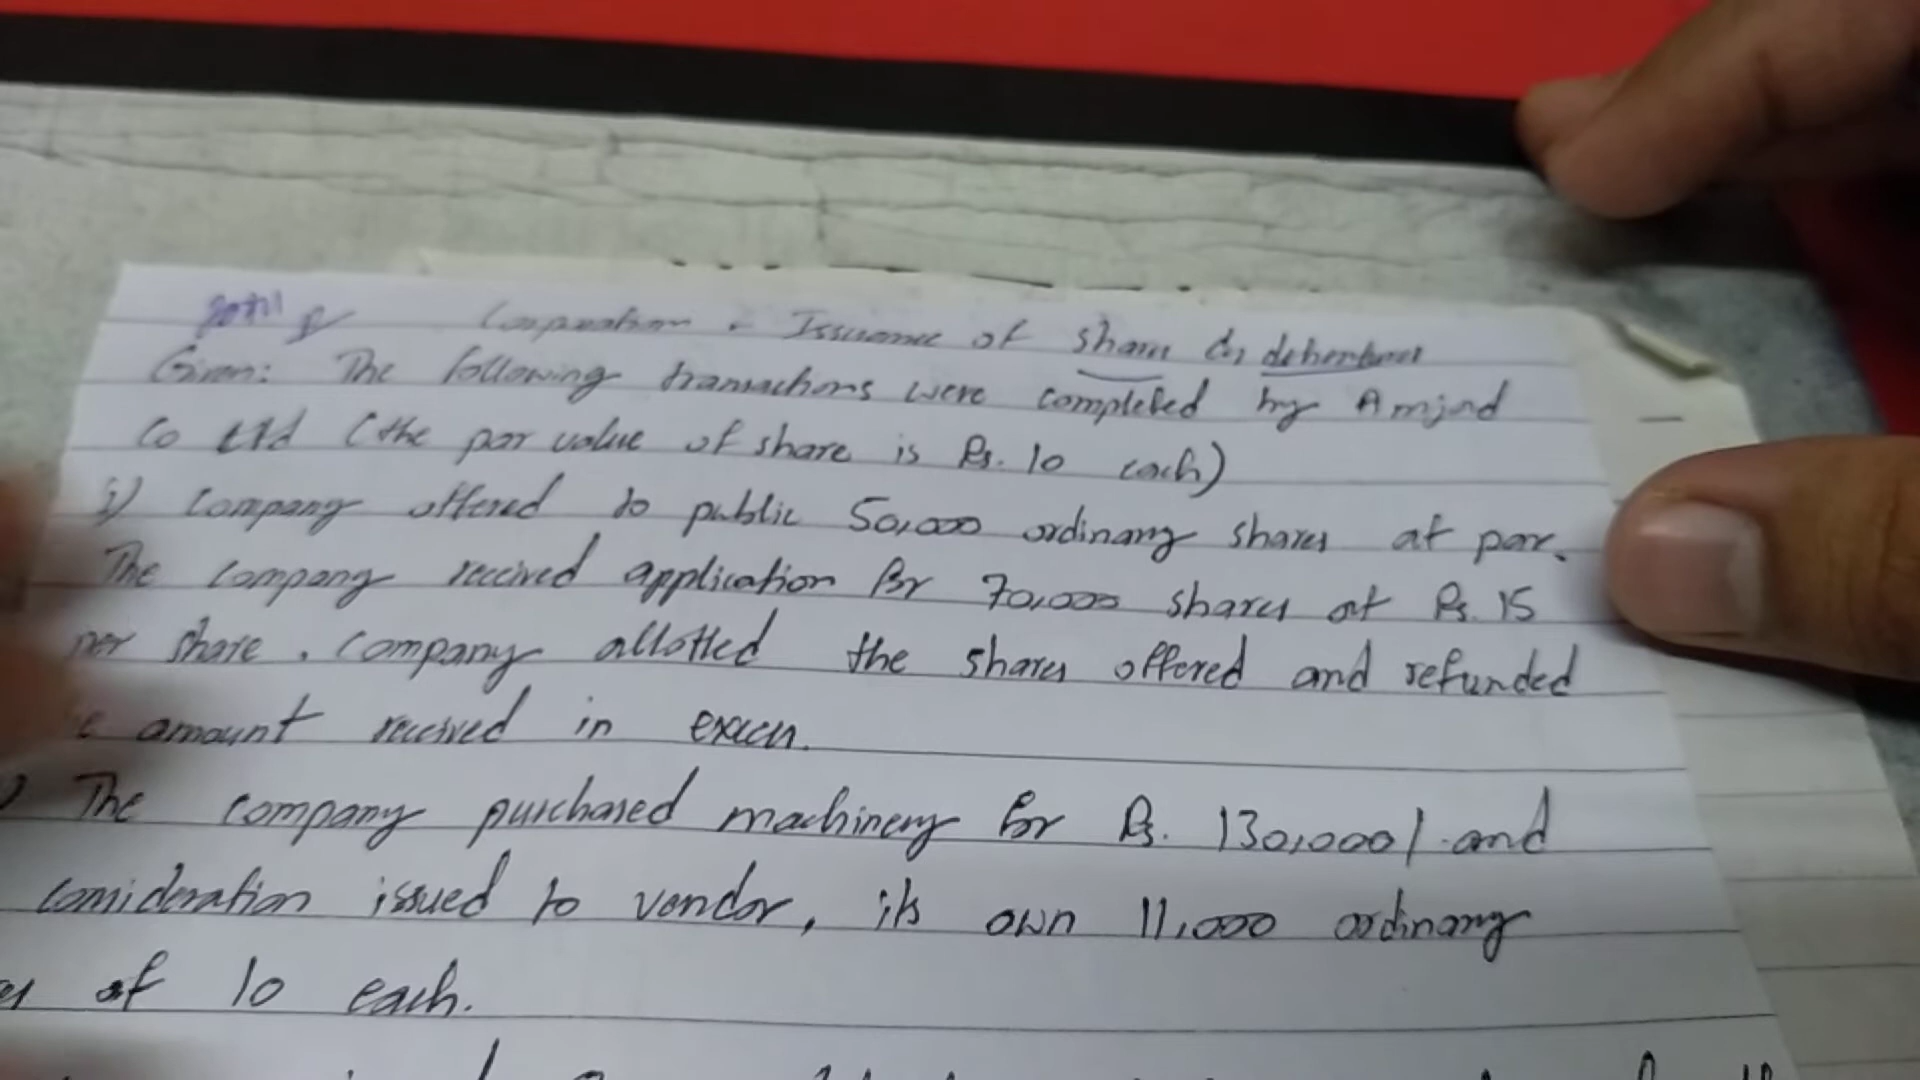 Corporation - Issuance of share & debentures
Given: The following transactions were completed by Amjad
Co Ltd (the par value of share is Rs. 10 each)
i) Company offered to public 50,000 ordinary shares at par.
The company received application for 70,000 shares at Rs. 15
per share. Company allotted the shares offered and refunded
amount received in excess.
) The company purchased machinery for Rs. 130,000/- and
consideration issued to vendor, its own 11,000 ordinary
of 10 each.